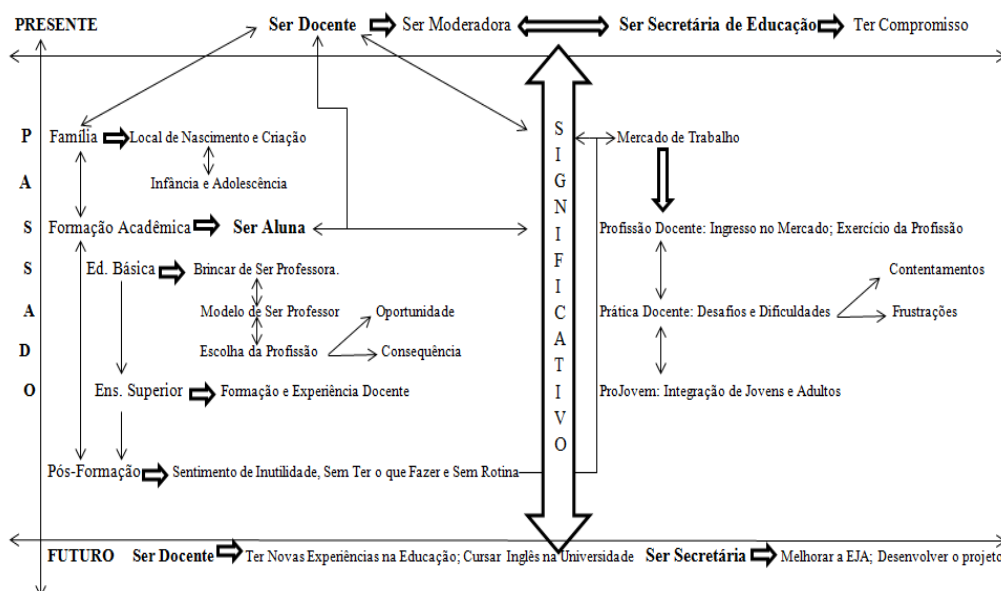 PRESENTE Ser Docente Ser Moderadora Ser Secretária de Educação Ter Compromisso
PASSADO
SIGNIFICATIVO
Família Local de Nascimento e Criação
Mercado de Trabalho
Infância e Adolescência
Formação Acadêmica Ser Aluna
Profissão Docente: Ingresso no Mercado; Exercício da Profissão
Ed. Básica Brincar de Ser Professora.
Contentamentos
Modelo de Ser Professor Oportunidade
Prática Docente: Desafios e Dificuldades Frustrações
Escolha da Profissão Consequência
Ens. Superior Formação e Experiência Docente
ProJovem: Integração de Jovens e Adultos
Pós-Formação Sentimento de Inutilidade, Sem Ter o que Fazer e Sem Rotina
FUTURO Ser Docente Ter Novas Experiências na Educação; Cursar Inglês na Universidade Ser Secretária Melhorar a EJA; Desenvolver o projeto